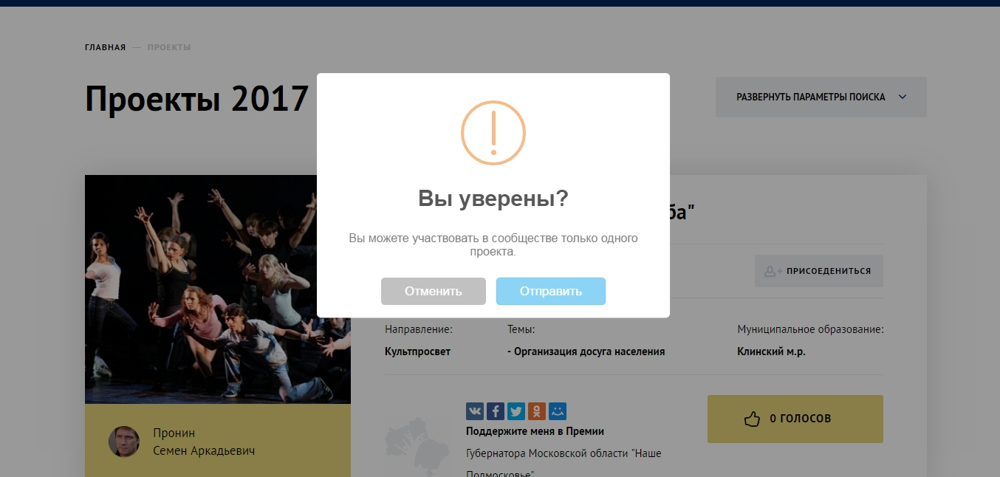 ГЛАВНАЯ — ПРОЕКТЫ
Проекты 2017
РАЗВЕРНУТЬ ПАРАМЕТРЫ ПОИСКА
Вы уверены?
ба"
Вы можете участвовать в сообществе только одного
проекта.
ПРИСОЕДЕНИТЬСЯ
Отменить
Отправить
Направление:
Темы:
Муниципальное образование:
Культпросвет
- Организация досуга населения
Клинский м.р.
Поддержите меня в Премии
Губернатора Московской области "Наше
Подмосковье"
0 ГОЛОСОВ
Пронин
Семен Аркадьевич